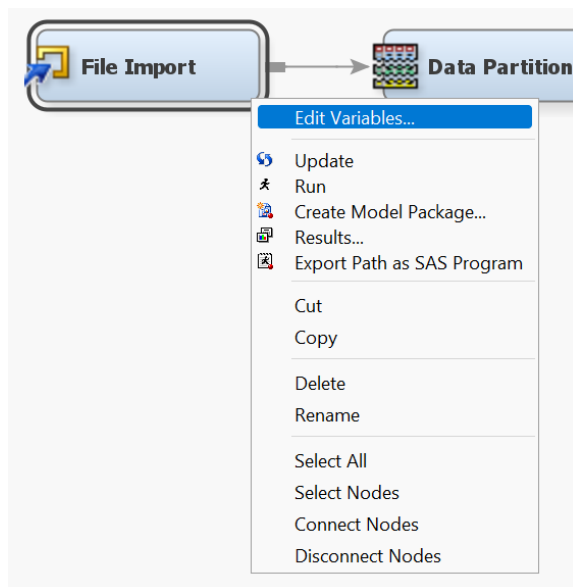 File Import
Data Partition
Edit Variables...
Update
Run
Create Model Package...
Results...
Export Path as SAS Program
Cut
Copy
Delete
Rename
Select All
Select Nodes
Connect Nodes
Disconnect Nodes